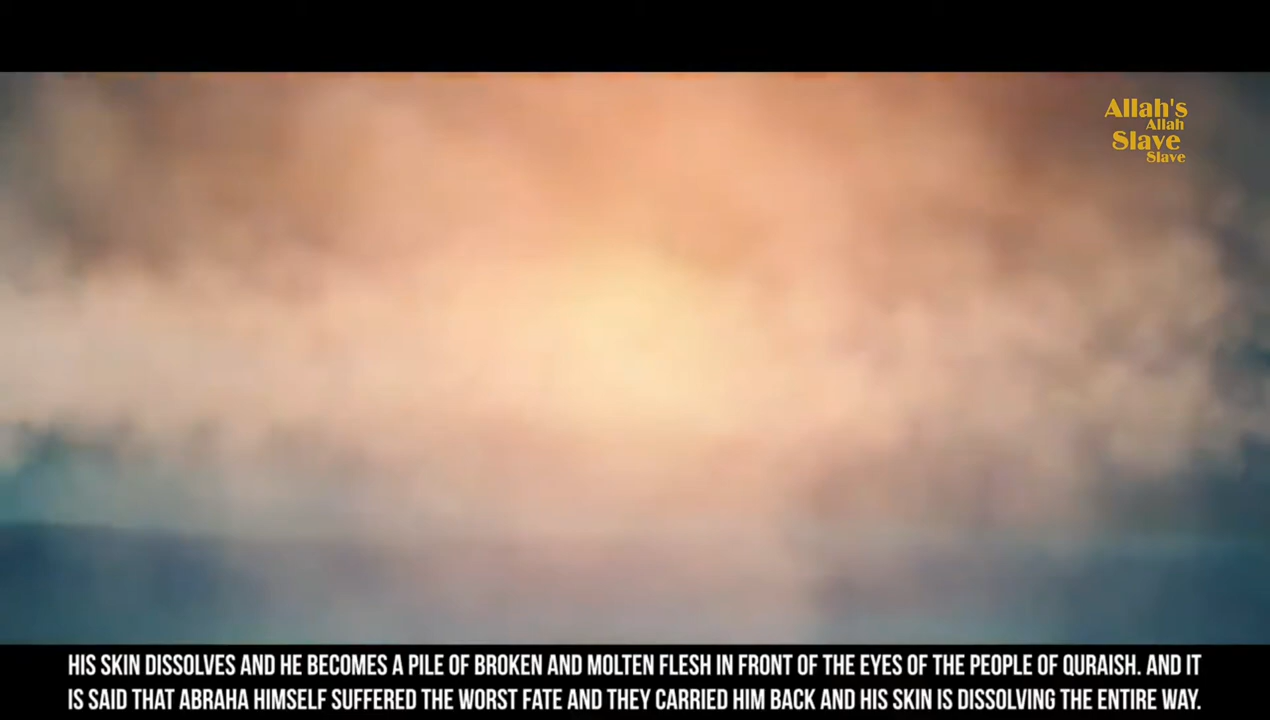 Allah's
Allah
Slave
Slave
HIS SKIN DISSOLVES AND HE BECOMES A PILE OF BROKEN AND MOLTEN FLESH IN FRONT OF THE EYES OF THE PEOPLE OF QURAISH. AND IT
IS SAID THAT ABRAHA HIMSELF SUFFERED THE WORST FATE AND THEY CARRIED HIM BACK AND HIS SKIN IS DISSOLVING THE ENTIRE WAY.